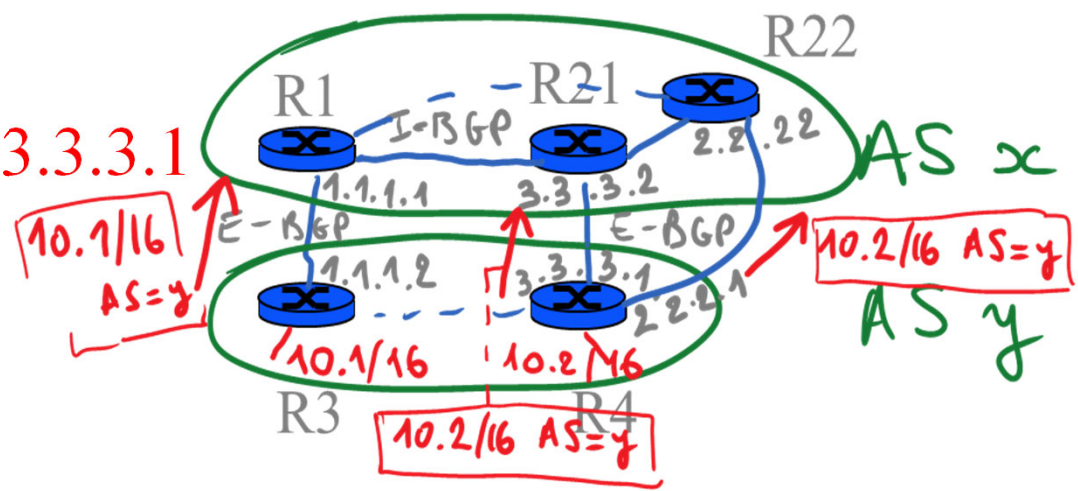 R22
R1
R21
I-BGP
3.3.3.1
1.1.1.1
3.3.3.2
2.2.22
AS x
10.1/16
AS=y
E-BGP
E-BGP
10.2/16 AS=y
1.1.1.2
3.3.3.1
2.2.2.1
AS y
10.1/16
10.2/16
R3
R4
10.2/16 AS=y